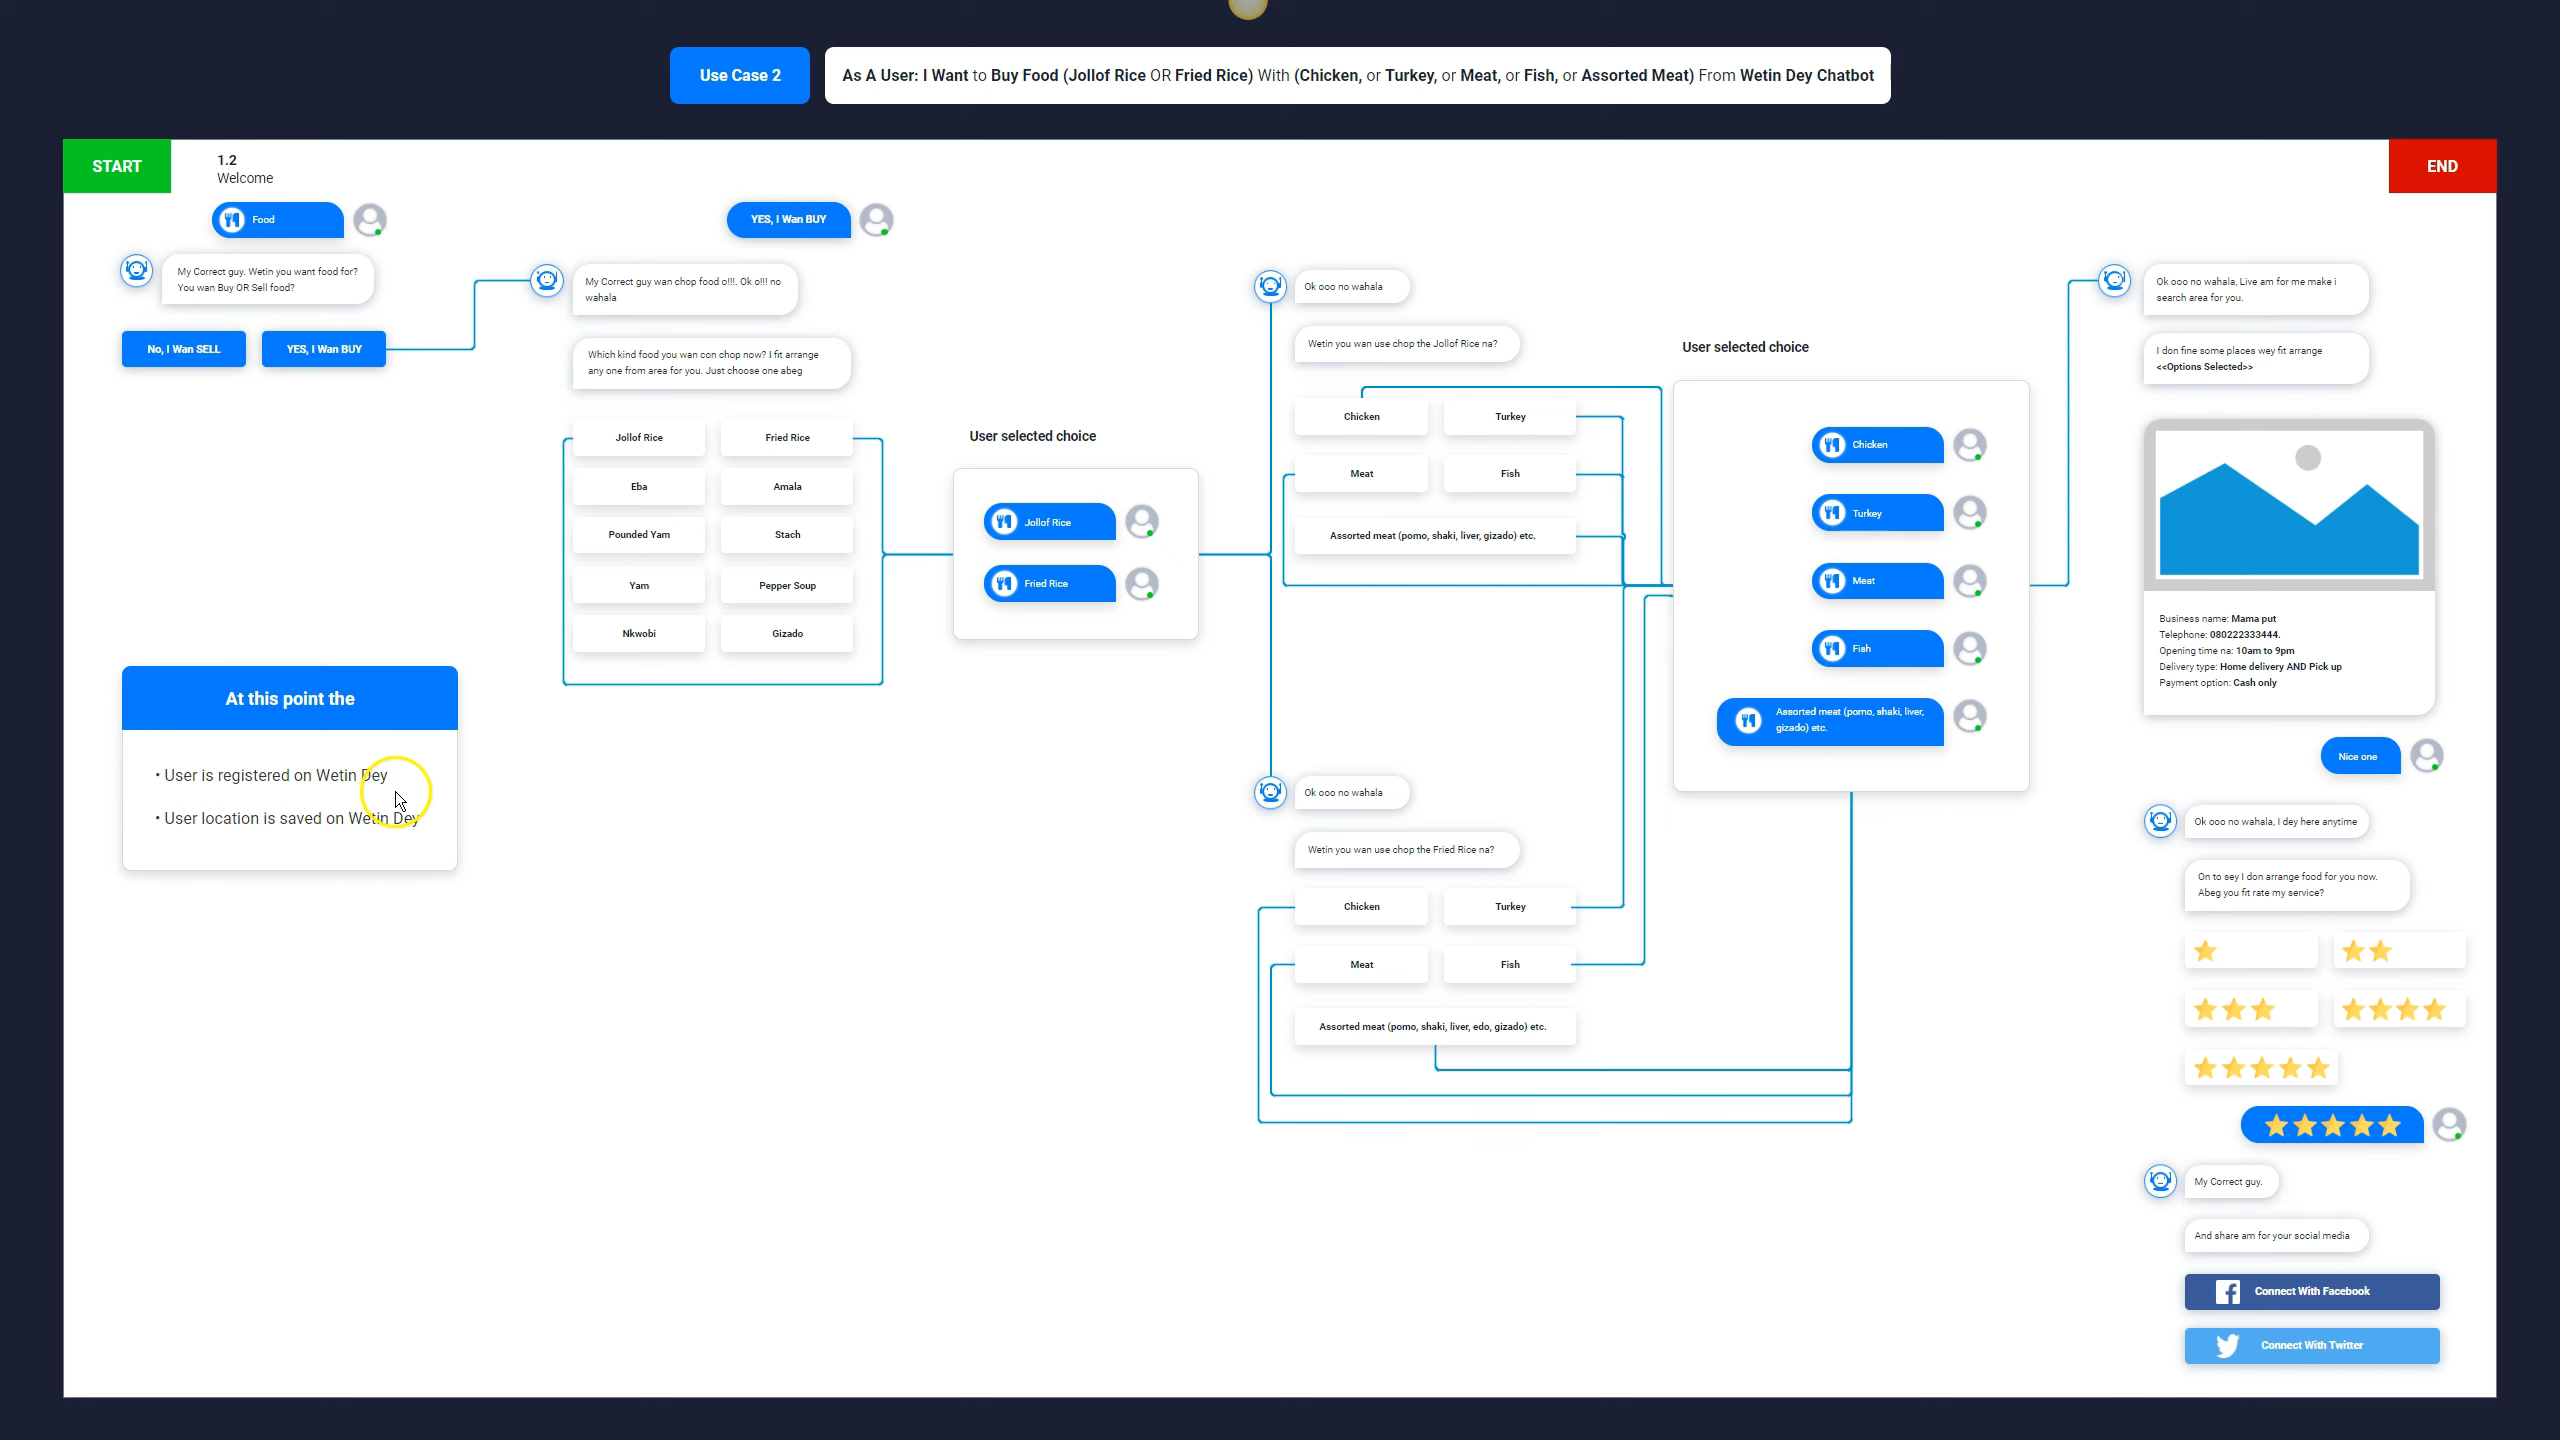 Use Case 2
As A User: I Want to Buy Food (Jollof Rice OR Fried Rice) With (Chicken, or Turkey, or Meat, or Fish, or Assorted Meat) From Wetin Dey Chatbot
START
1.2
Welcome
END
Food
My Correct guy. Wetin you want food for?
You wan Buy OR Sell food?
No, I Wan SELL
YES, I Wan BUY
At this point the
• User is registered on Wetin Dey
• User location is saved on Wetin Dey
YES, I Wan BUY
My Correct guy wan chop food o!!!. Ok o!!! no
wahala
Which kind food you wan con chop now? I fit arrange
any one from area for you. Just choose one abeg
Jollof Rice
Fried Rice
Eba
Amala
Pounded Yam
Stach
Yam
Pepper Soup
Nkwobi
Gizado
User selected choice
Jollof Rice
Fried Rice
Ok ooo no wahala
Wetin you wan use chop the Jollof Rice na?
Chicken
Turkey
Meat
Fish
Assorted meat (pomo, shaki, liver, gizado) etc.
Ok ooo no wahala
Wetin you wan use chop the Fried Rice na?
Chicken
Turkey
Meat
Fish
Assorted meat (pomo, shaki, liver, edo, gizado) etc.
User selected choice
Chicken
Turkey
Meat
Fish
Assorted meat (pomo, shaki, liver,
gizado) etc.
Ok ooo no wahala, Live am for me make i
search area for you.
I don fine some places wey fit arrange
<<Options Selected>>
Business name: Mama put
Telephone: 080222333444.
Opening time na: 10am to 9pm
Delivery type: Home delivery AND Pick up
Payment option: Cash only
Nice one
Ok ooo no wahala, I dey here anytime
On to sey I don arrange food for you now.
Abeg you fit rate my service?
My Correct guy.
And share am for your social media
Connect With Facebook
Connect With Twitter